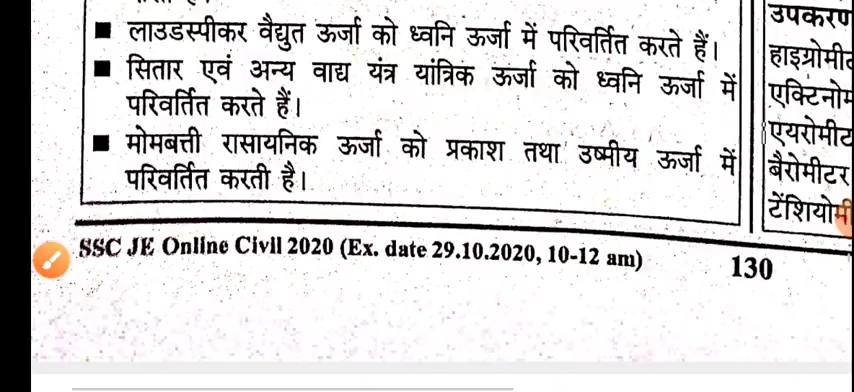 ■ लाउडस्पीकर वैद्युत ऊर्जा को ध्वनि ऊर्जा में परिवर्तित करते हैं।
■ सितार एवं अन्य वाद्य यंत्र यांत्रिक ऊर्जा को ध्वनि ऊर्जा में
परिवर्तित करते हैं।
■ मोमबत्ती रासायनिक ऊर्जा को प्रकाश तथा उष्मीय ऊर्जा में
परिवर्तित करती है।
उपकरण
बैरोमीटर
SSC JE Online Civil 2020 (Ex. date 29.10.2020, 10-12 am)
130